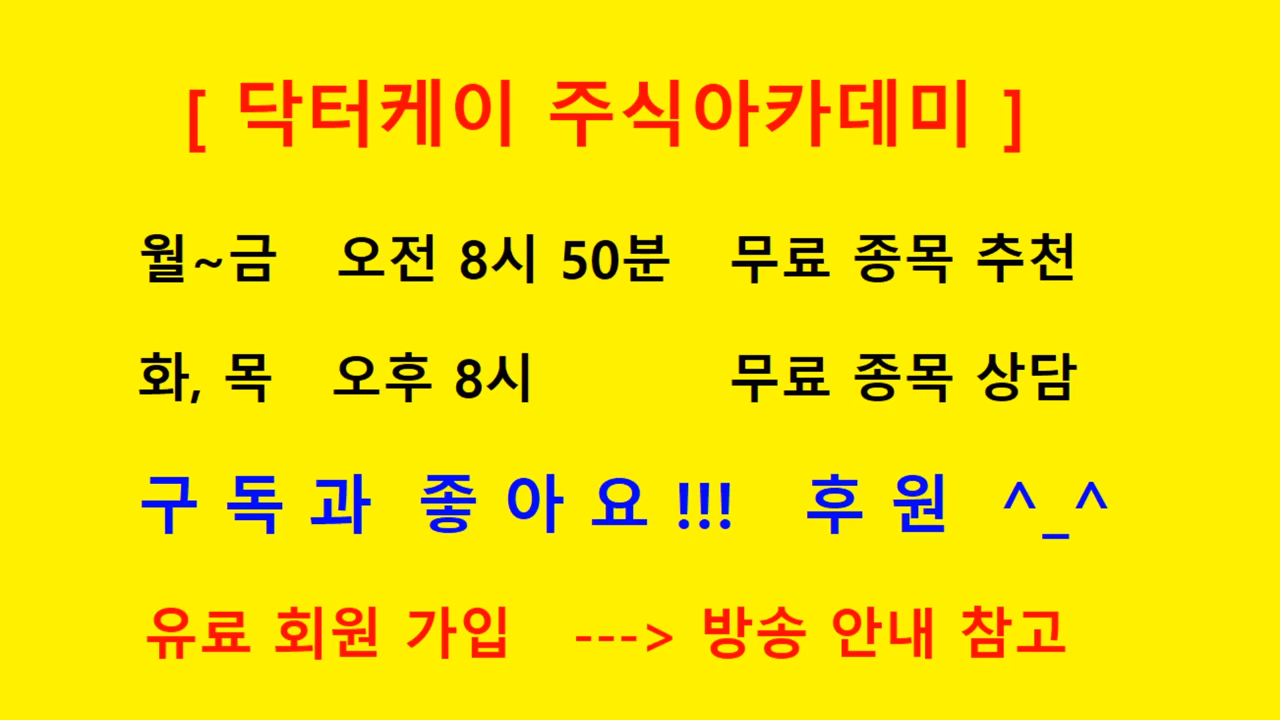 [ 닥터케이 주식아카데미 ]
월~금 오전 8시 50분 무료 종목 추천
화, 목 오후 8시 무료 종목 상담
구 독 과 좋 아 요 !!! 후 원 ^_^
유료 회원 가입 ---> 방송 안내 참고